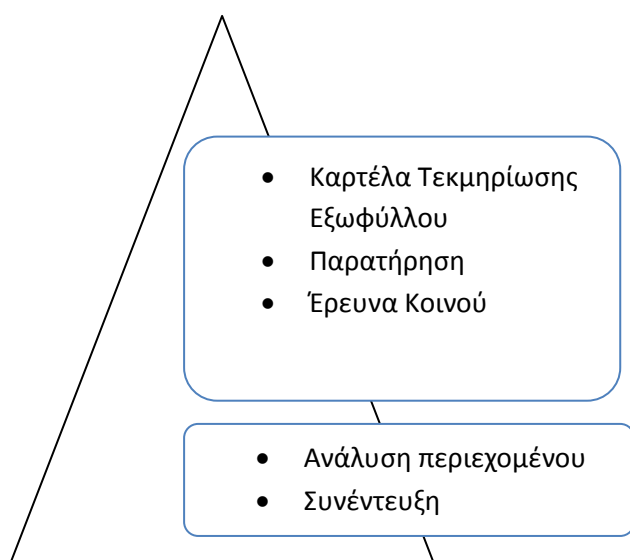 • Καρτέλα Τεκμηρίωσης
Εξωφύλλου
• Παρατήρηση
• Έρευνα Κοινού
• Ανάλυση περιεχομένου
• Συνέντευξη